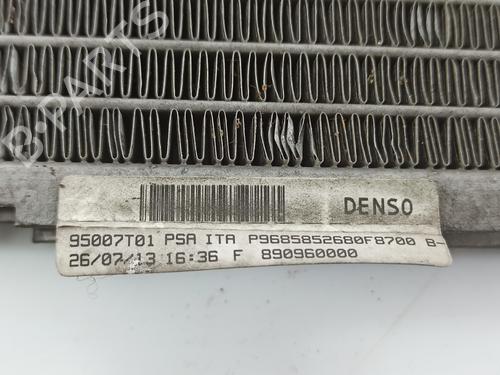 B-PARTS
DENSO
95007T01 PSA ITA P9685852680F8700 B-
26/07/13 16:36 F 890960000